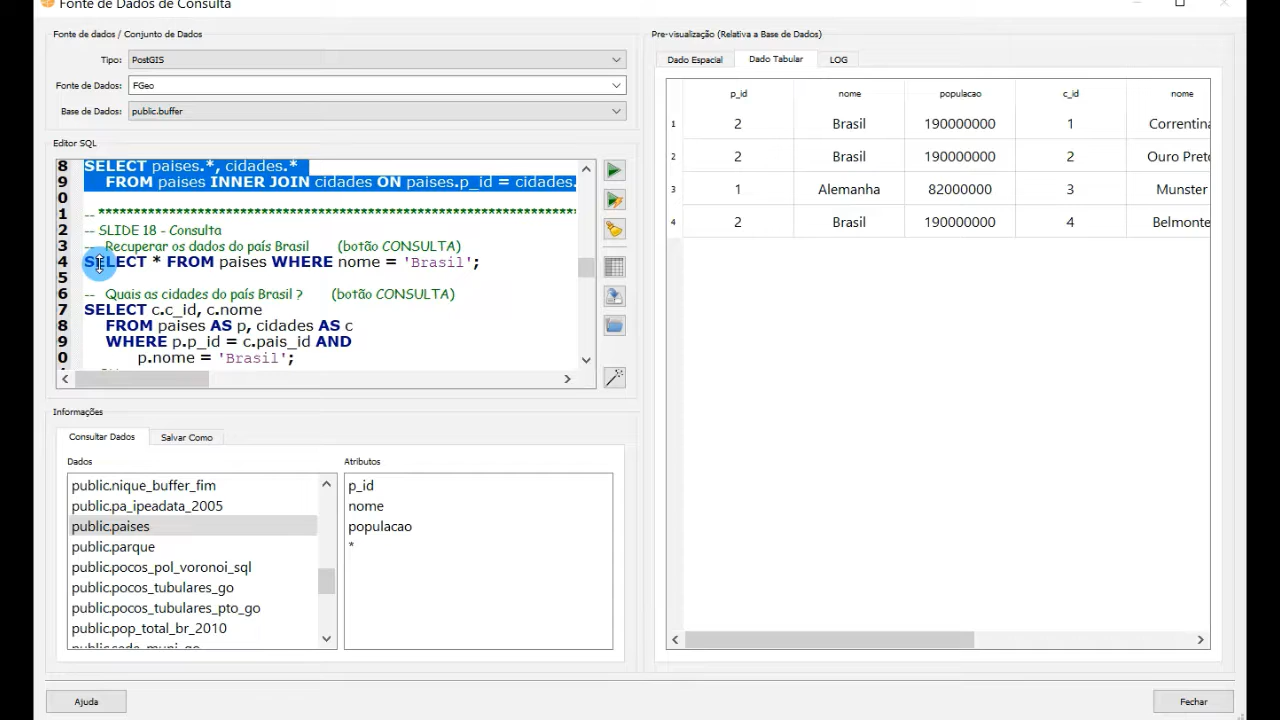 Fonte de Dados de Consulta
Fonte de dados / Conjunto de Dados
Tipo: PostGIS
Fonte de Dados: FGeo
Base de Dados: public.buffer
Editor SQL
8 SELECT paises.*, cidades.*
9 FROM paises INNER JOIN cidades ON paises.p_id = cidades.
0
1 -- ******************************************************************
2 -- SLIDE 18 - Consulta
3 -- Recuperar os dados do país Brasil (botão CONSULTA)
4 SELECT * FROM paises WHERE nome = 'Brasil';
5
6 -- Quais as cidades do país Brasil ? (botão CONSULTA)
7 SELECT c.c_id, c.nome
8 FROM paises AS p, cidades AS c
9 WHERE p.p_id = c.pais_id AND
0 p.nome = 'Brasil';
Informações
Consultar Dados Salvar Como
Dados
public.nique_buffer_fim
public.pa_ipeadata_2005
public.paises
public.parque
public.pocos_pol_voronoi_sql
public.pocos_tubulares_go
public.pocos_tubulares_pto_go
public.pop_total_br_2010
Atributos
p_id
nome
populacao
*
Ajuda
Pre-visualização (Relativa a Base de Dados)
Dado Espacial Dado Tabular LOG
p_id nome populacao c_id nome
1 2 Brasil 190000000 1 Correntina
2 2 Brasil 190000000 2 Ouro Preto
3 1 Alemanha 82000000 3 Munster
4 2 Brasil 190000000 4 Belmonte
Fechar